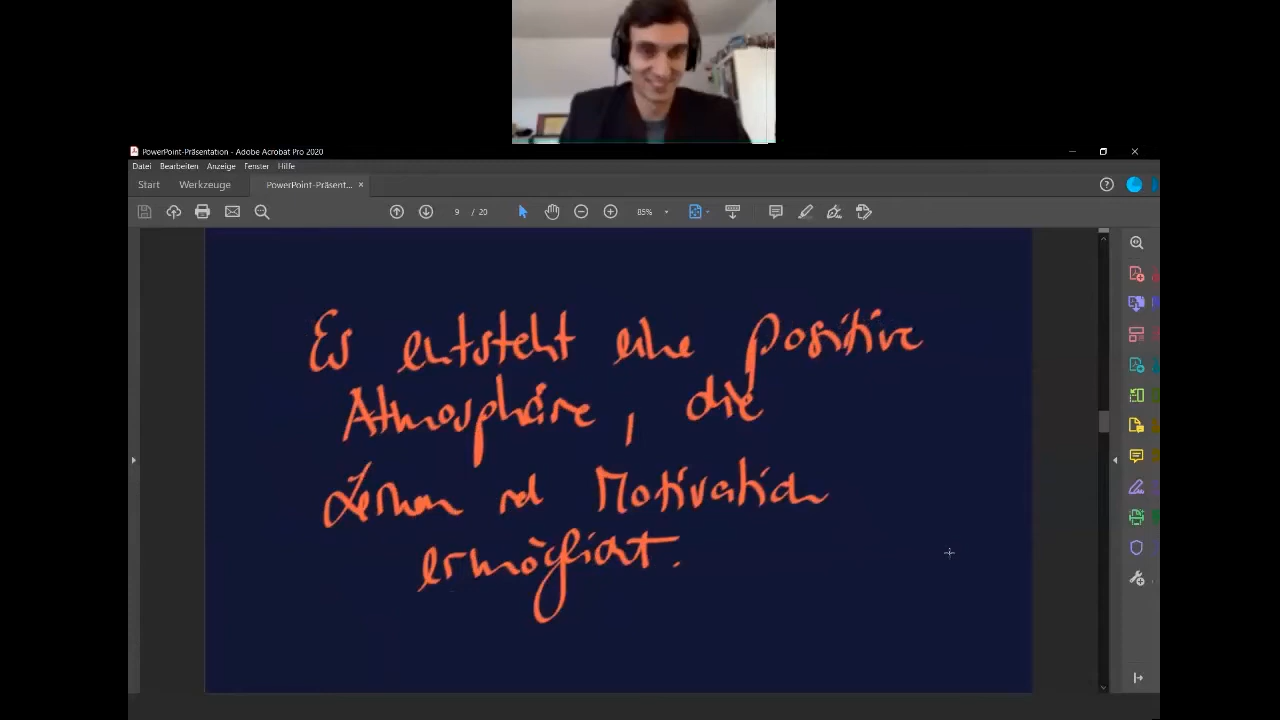 PowerPoint-Präsentation - Adobe Acrobat Pro 2020
Datei Bearbeiten Anzeige Fenster Hilfe
Start Werkzeuge PowerPoint-Präsent... ×
9 / 20 85%
Es entsteht eine positive
Atmosphäre, die
Lernen und Motivation
ermöglicht.